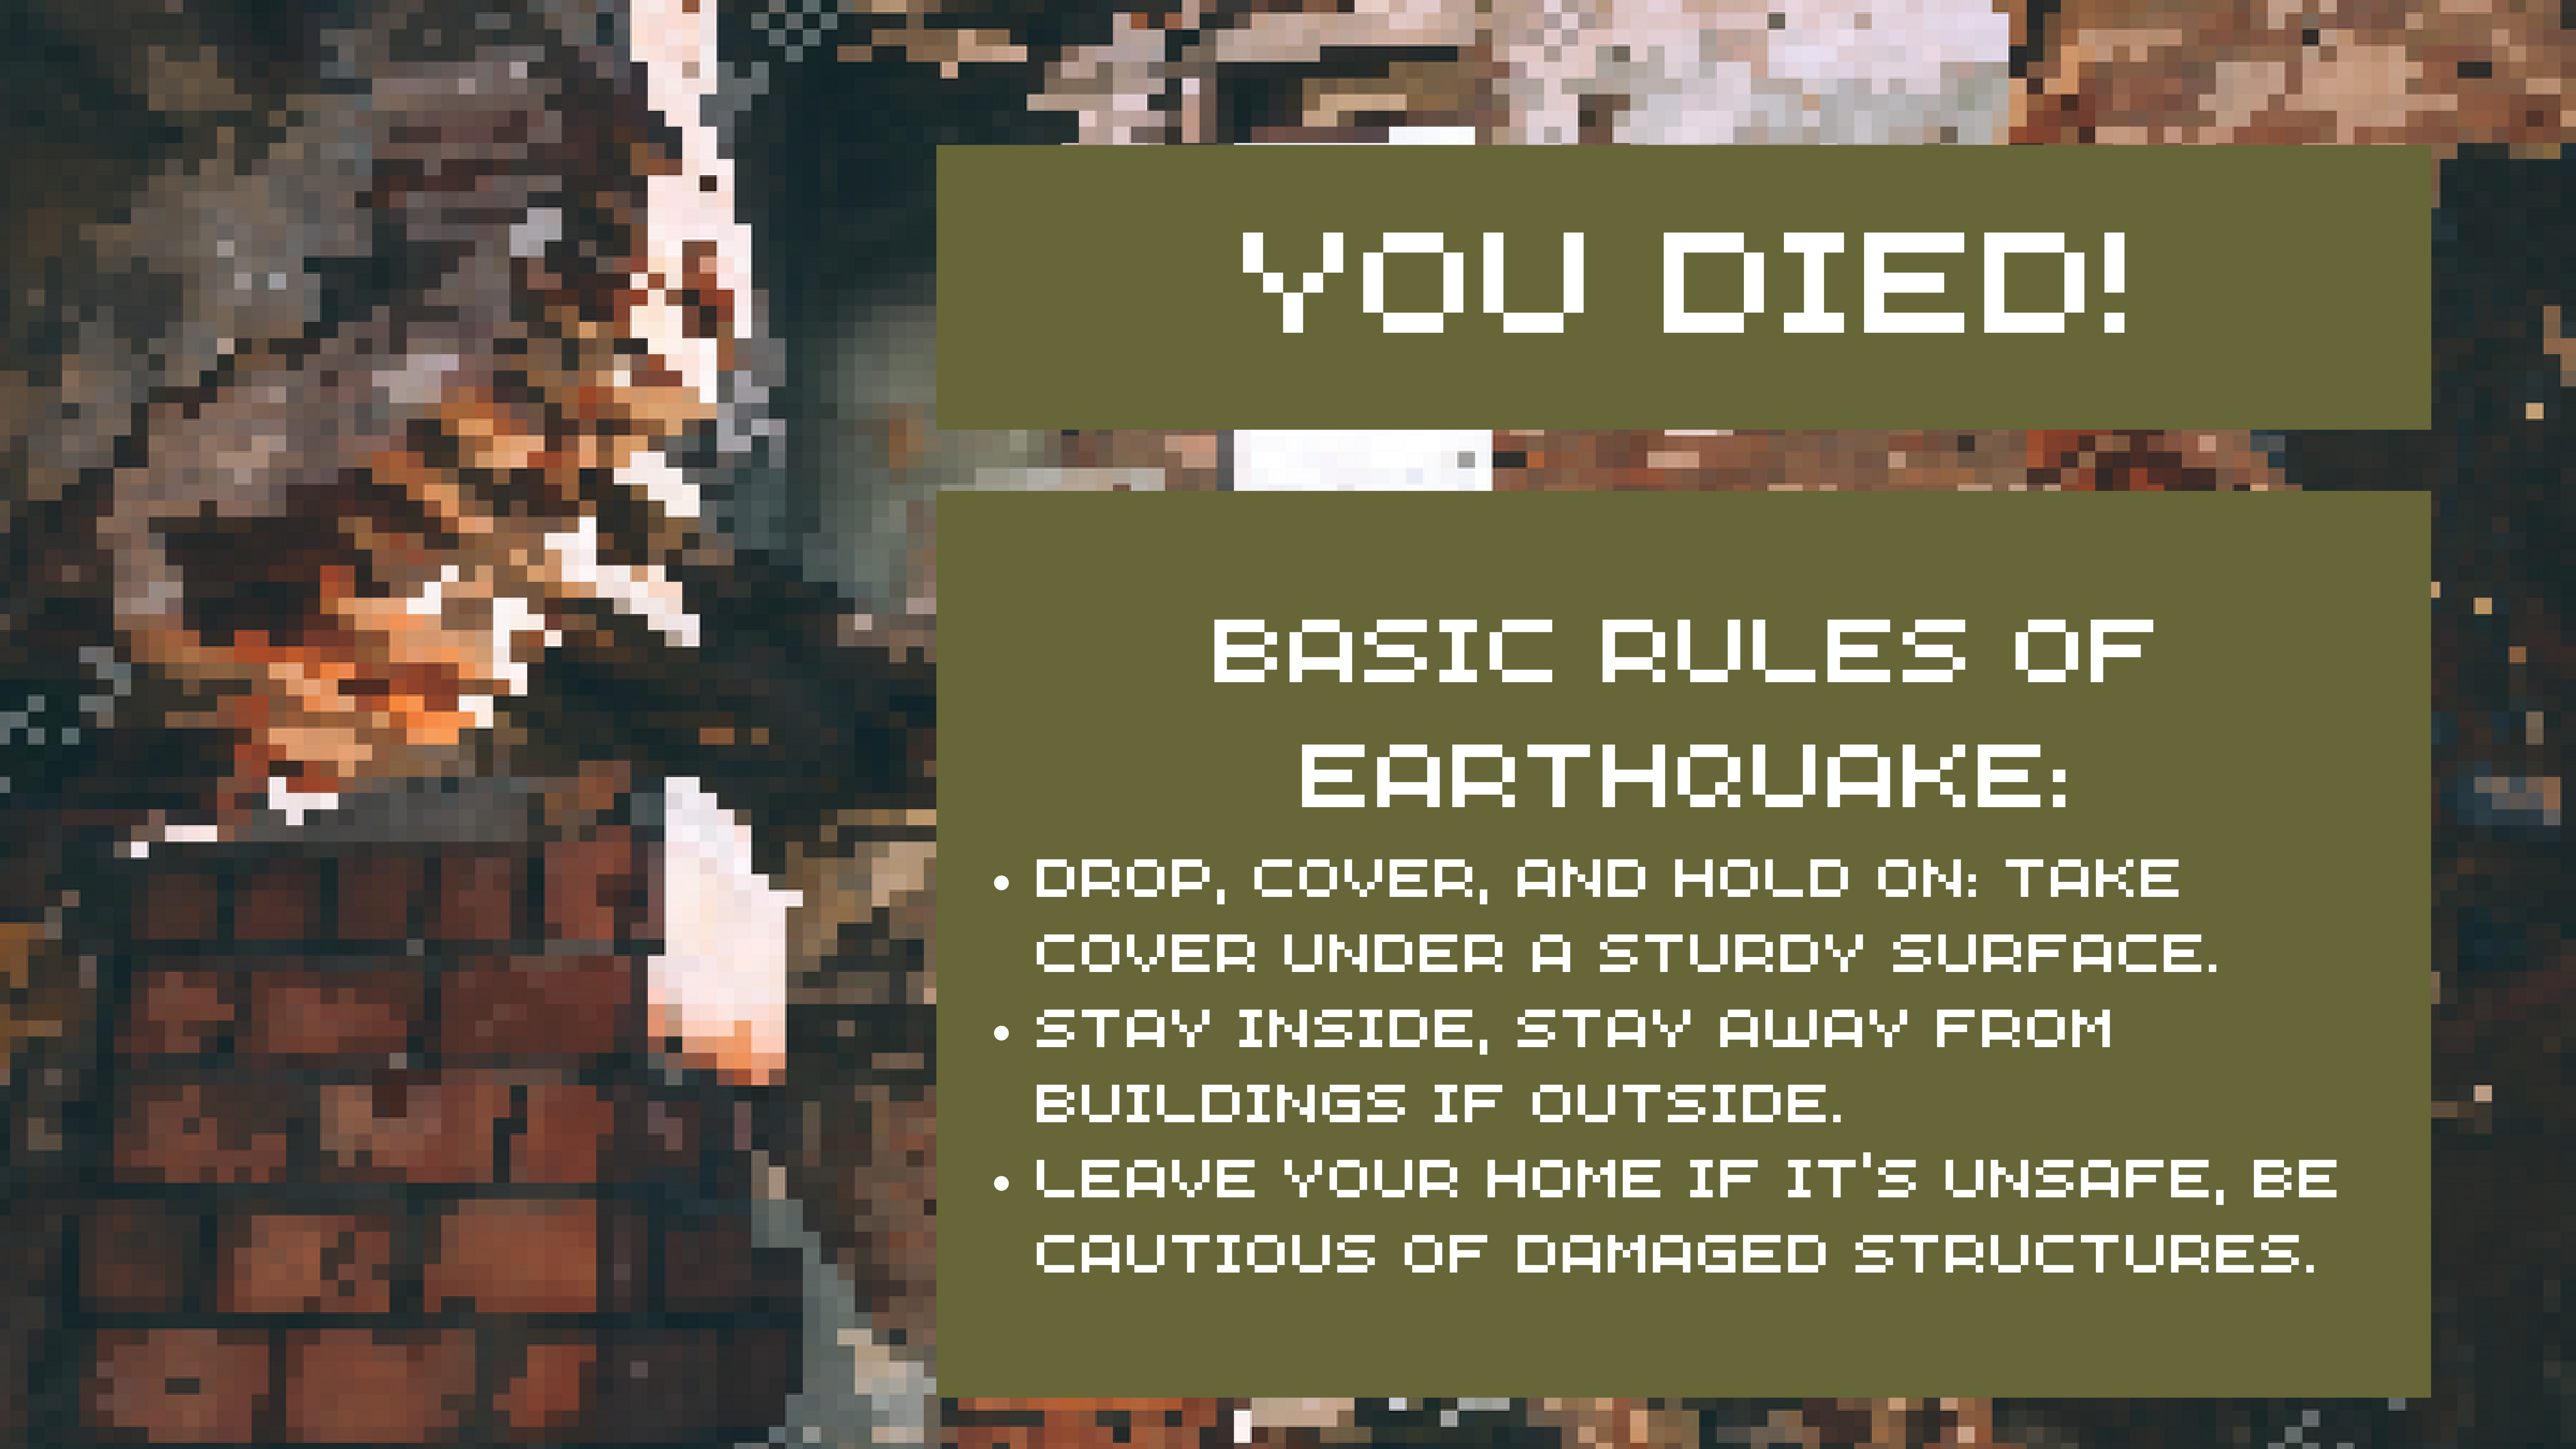 YOU DIED!
BASIC RULES OF
EARTHQUAKE:
• DROP, COVER, AND HOLD ON: TAKE
COVER UNDER A STURDY SURFACE.
• STAY INSIDE, STAY AWAY FROM
BUILDINGS IF OUTSIDE.
• LEAVE YOUR HOME IF IT'S UNSAFE, BE
CAUTIOUS OF DAMAGED STRUCTURES.